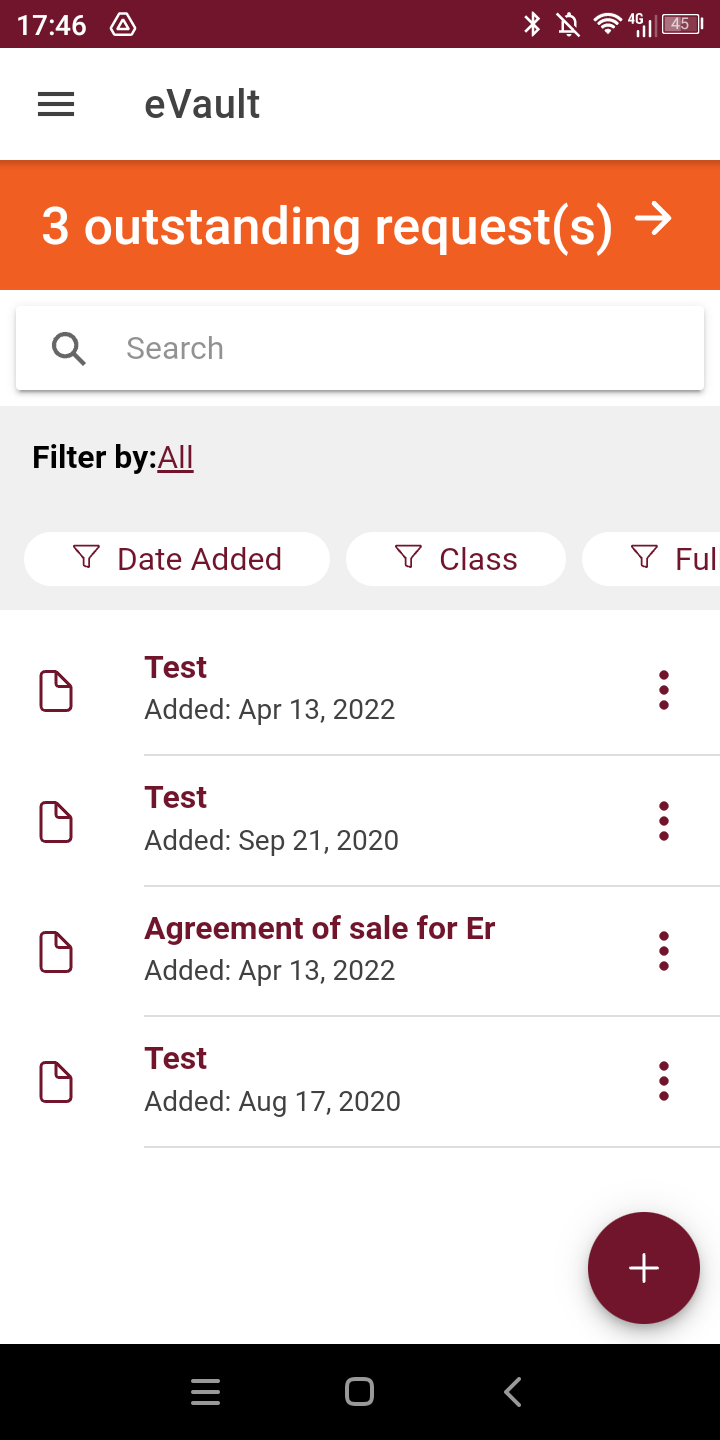 17:46 4G 45
eVault
3 outstanding request(s)
Search
Filter by:All
Date Added Class Ful
Test
Added: Apr 13, 2022
Test
Added: Sep 21, 2020
Agreement of sale for Er
Added: Apr 13, 2022
Test
Added: Aug 17, 2020